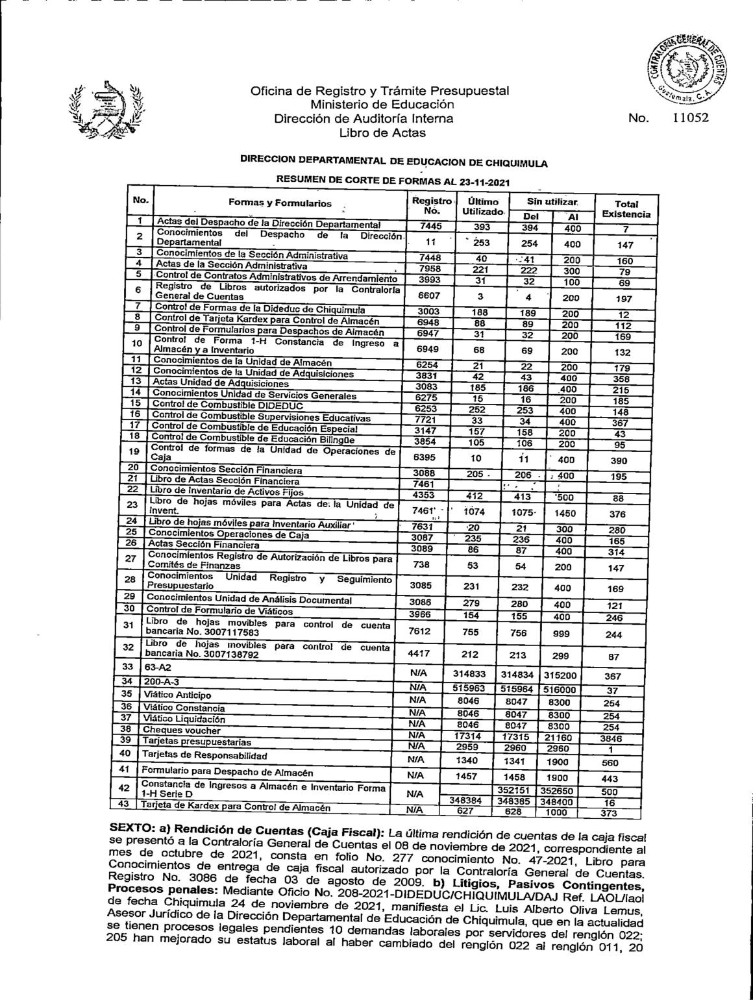 CONTRALORIA GENERAL DE CUENTAS
Guatemala, C. A.
Oficina de Registro y Trámite Presupuestal
Ministerio de Educación
Dirección de Auditoría Interna
Libro de Actas
No. 11052
DIRECCION DEPARTAMENTAL DE EDUCACION DE CHIQUIMULA
RESUMEN DE CORTE DE FORMAS AL 23-11-2021
No. Formas y Formularios Registro No. Último Utilizado Sin utilizar Total Existencia
Del Al
1 Actas del Despacho de la Dirección Departamental 7445 393 394 400 7
2 Conocimientos del Despacho de la Dirección Departamental 11 253 254 400 147
3 Conocimientos de la Sección Administrativa 7448 40 41 200 160
4 Actas de la Sección Administrativa 7958 221 222 300 79
5 Control de Contratos Administrativos de Arrendamiento 3993 31 32 100 69
6 Registro de Libros autorizados por la Contraloría General de Cuentas 6607 3 4 200 197
7 Control de Formas de la Dideduc de Chiquimula 3003 188 189 200 12
8 Control de Tarjeta Kardex para Control de Almacén 6948 88 89 200 112
9 Control de Formularios para Despachos de Almacén 6947 31 32 200 169
10 Control de Forma 1-H Constancia de Ingreso a Almacén y a Inventario 6949 68 69 200 132
11 Conocimientos de la Unidad de Almacén 6254 21 22 200 179
12 Conocimientos de la Unidad de Adquisiciones 3831 42 43 400 358
13 Actas Unidad de Adquisiciones 3083 185 186 400 215
14 Conocimientos Unidad de Servicios Generales 6275 15 16 200 185
15 Control de Combustible DIDEDUC 6253 252 253 400 148
16 Control de Combustible Supervisiones Educativas 7721 33 34 400 367
17 Control de Combustible de Educación Especial 3147 157 158 200 43
18 Control de Combustible de Educación Bilingüe 3854 105 106 200 95
19 Control de formas de la Unidad de Operaciones de Caja 6395 10 11 400 390
20 Conocimientos Sección Financiera 3088 205 206 400 195
21 Libro de Actas Sección Financiera 7461
22 Libro de Inventario de Activos Fijos 4353 412 413 500 88
23 Libro de hojas móviles para Actas de la Unidad de Invent. 7461 1074 1075 1450 376
24 Libro de hojas móviles para Inventario Auxiliar 7631 20 21 300 280
25 Conocimientos Operaciones de Caja 3087 235 236 400 165
26 Actas Sección Financiera 3089 86 87 400 314
27 Conocimientos Registro de Autorización de Libros para Comités de Finanzas 738 53 54 200 147
28 Conocimientos Unidad Registro y Seguimiento Presupuestario 3085 231 232 400 169
29 Conocimientos Unidad de Análisis Documental 3086 279 280 400 121
30 Control de Formulario de Viáticos 3966 154 155 400 246
31 Libro de hojas movibles para control de cuenta bancaria No. 3007117583 7612 755 756 999 244
32 Libro de hojas movibles para control de cuenta bancaria No. 3007138792 4417 212 213 299 87
33 63-A2 N/A 314833 314834 315200 367
34 200-A-3 N/A 515963 515964 516000 37
35 Viático Anticipo N/A 8046 8047 8300 254
36 Viático Constancia N/A 8046 8047 8300 254
37 Viático Liquidación N/A 8046 8047 8300 254
38 Cheques voucher N/A 17314 17315 21160 3846
39 Tarjetas presupuestarias N/A 2959 2960 2960 1
40 Tarjetas de Responsabilidad N/A 1340 1341 1900 560
41 Formulario para Despacho de Almacén N/A 1457 1458 1900 443
42 Constancia de Ingresos a Almacén e Inventario Forma 1-H Serie D N/A 352151 352650 500
348384 348385 348400 16
43 Tarjeta de Kardex para Control de Almacén N/A 627 628 1000 373
SEXTO: a) Rendición de Cuentas (Caja Fiscal): La última rendición de cuentas de la caja fiscal
se presentó a la Contraloría General de Cuentas el 08 de noviembre de 2021, correspondiente al
mes de octubre de 2021, consta en folio No. 277 conocimiento No. 47-2021, Libro para
Conocimientos de entrega de caja fiscal autorizado por la Contraloría General de Cuentas.
Registro No. 3086 de fecha 03 de agosto de 2009. b) Litigios, Pasivos Contingentes,
Procesos penales: Mediante Oficio No. 208-2021-DIDEDUC/CHIQUIMULA/DAJ Ref. LAOL/laol
de fecha Chiquimula 24 de noviembre de 2021, manifiesta el Lic. Luis Alberto Oliva Lemus,
Asesor Jurídico de la Dirección Departamental de Educación de Chiquimula, que en la actualidad
se tienen procesos legales pendientes 10 demandas laborales por servidores del renglón 022;
205 han mejorado su estatus laboral al haber cambiado del renglón 022 al renglón 011, 20